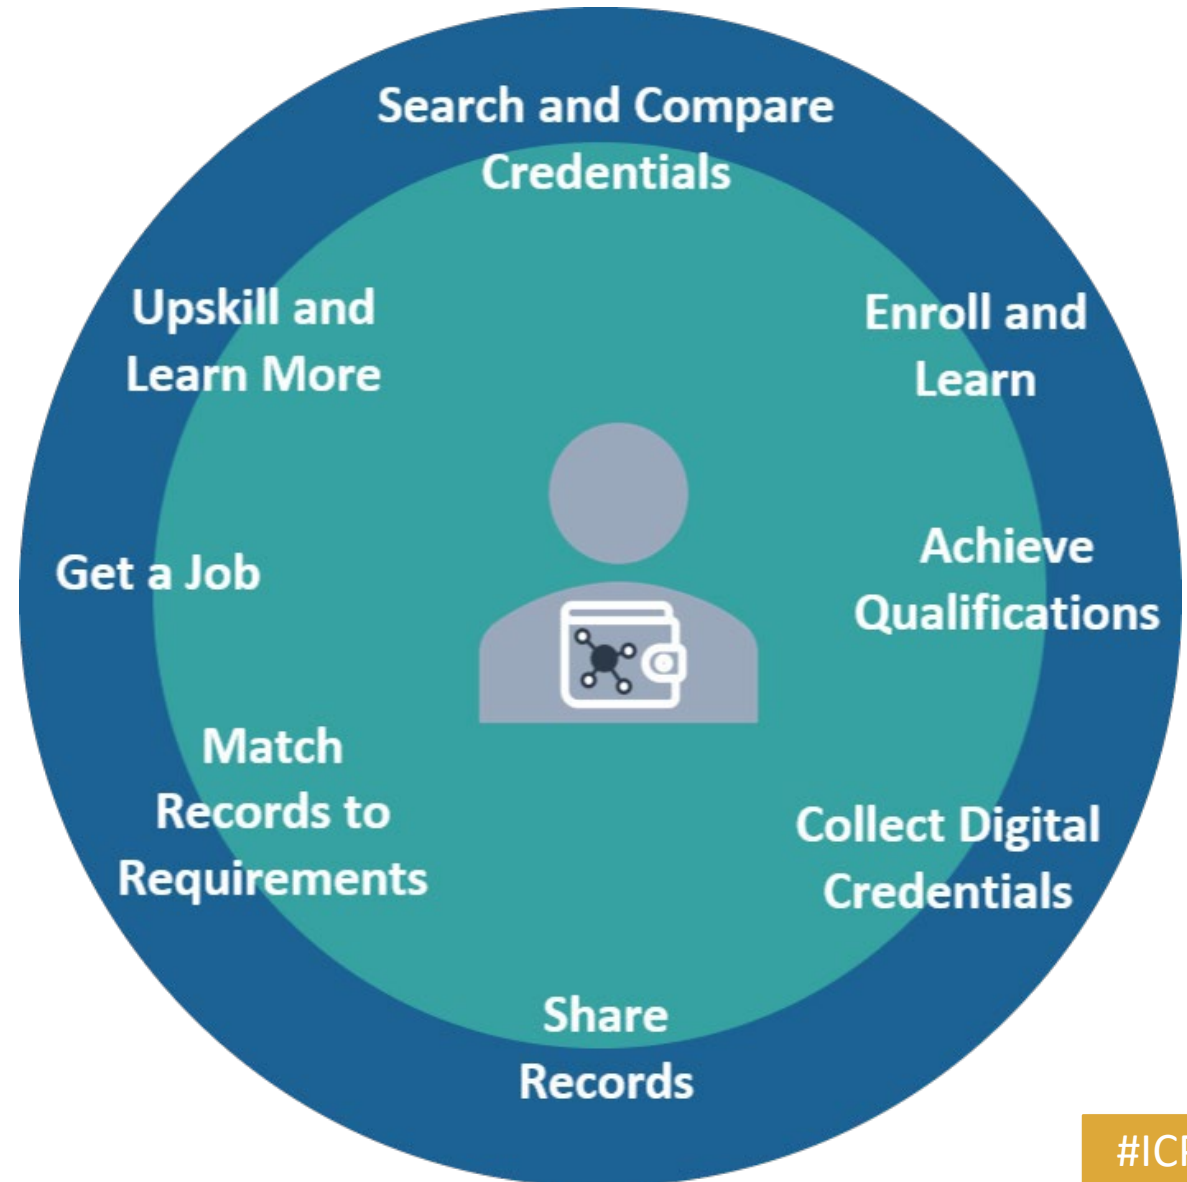 Search and Compare
Credentials
Enroll and
Learn
Achieve
Qualifications
Collect Digital
Credentials
Share
Records
Match
Records to
Requirements
Get a Job
Upskill and
Learn More